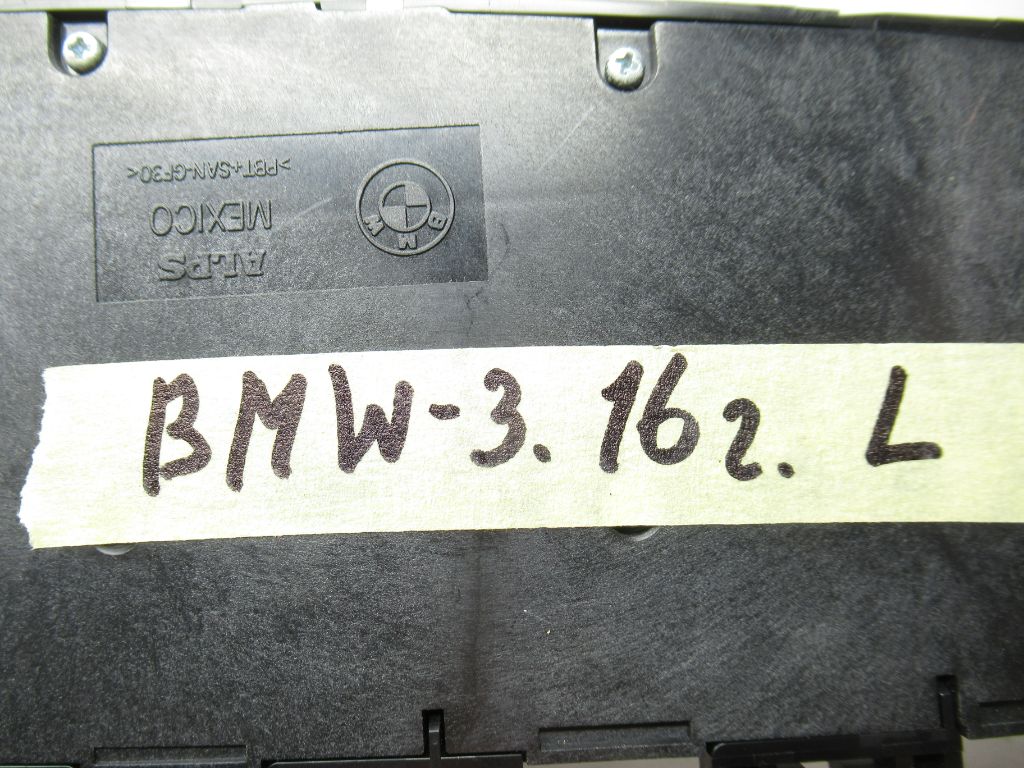 BMW
ALPS
MEXICO
>PBT+SAN-GF30<
BMW-3. 16г. L